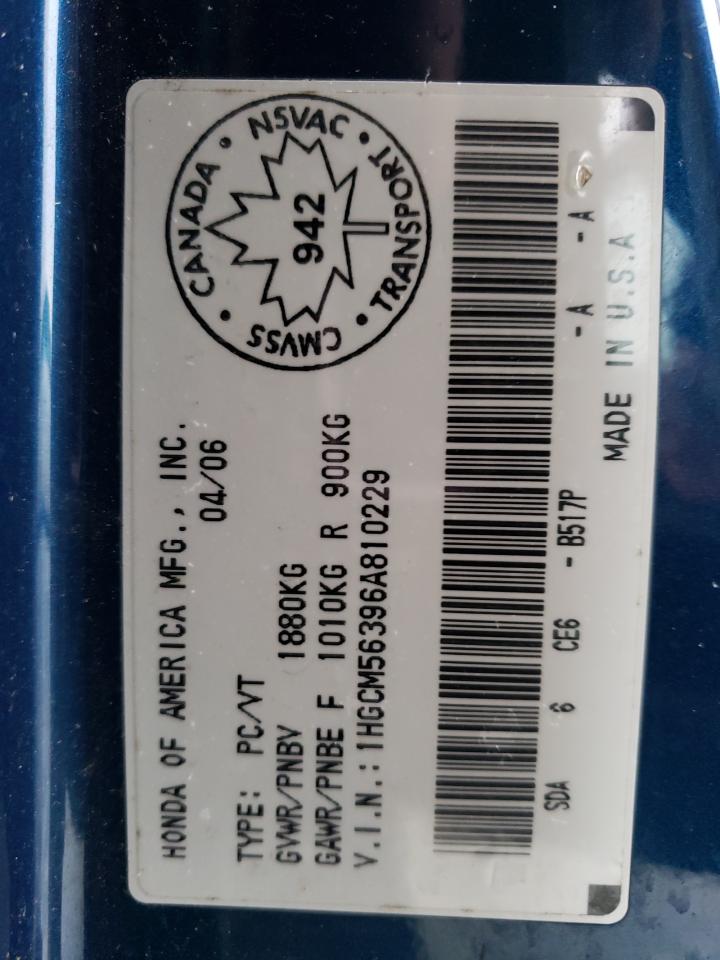 HONDA OF AMERICA MFG., INC.
04/06
TYPE: PC/VT
GVWR/PNBV 1880KG
GAWR/PNBE F 1010KG R 900KG
V.I.N.: 1HGCM56396A810229
CANADA • NSVAC • TRANSPORT • CMVSS •
942
SDA 6 CE6 - B517P - A - A
MADE IN U.S.A